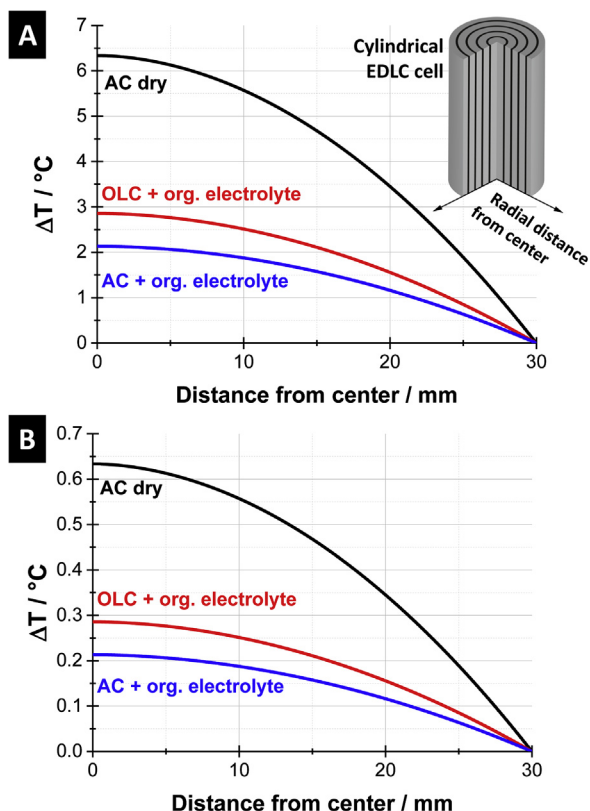 A
7
6
5
4
3
2
1
0
ΔT / °C
AC dry
OLC + org. electrolyte
AC + org. electrolyte
Cylindrical
EDLC cell
Radial distance
from center
0
10
20
30
Distance from center / mm
B
0.7
0.6
0.5
0.4
0.3
0.2
0.1
0.0
ΔT / °C
AC dry
OLC + org. electrolyte
AC + org. electrolyte
0
10
20
30
Distance from center / mm